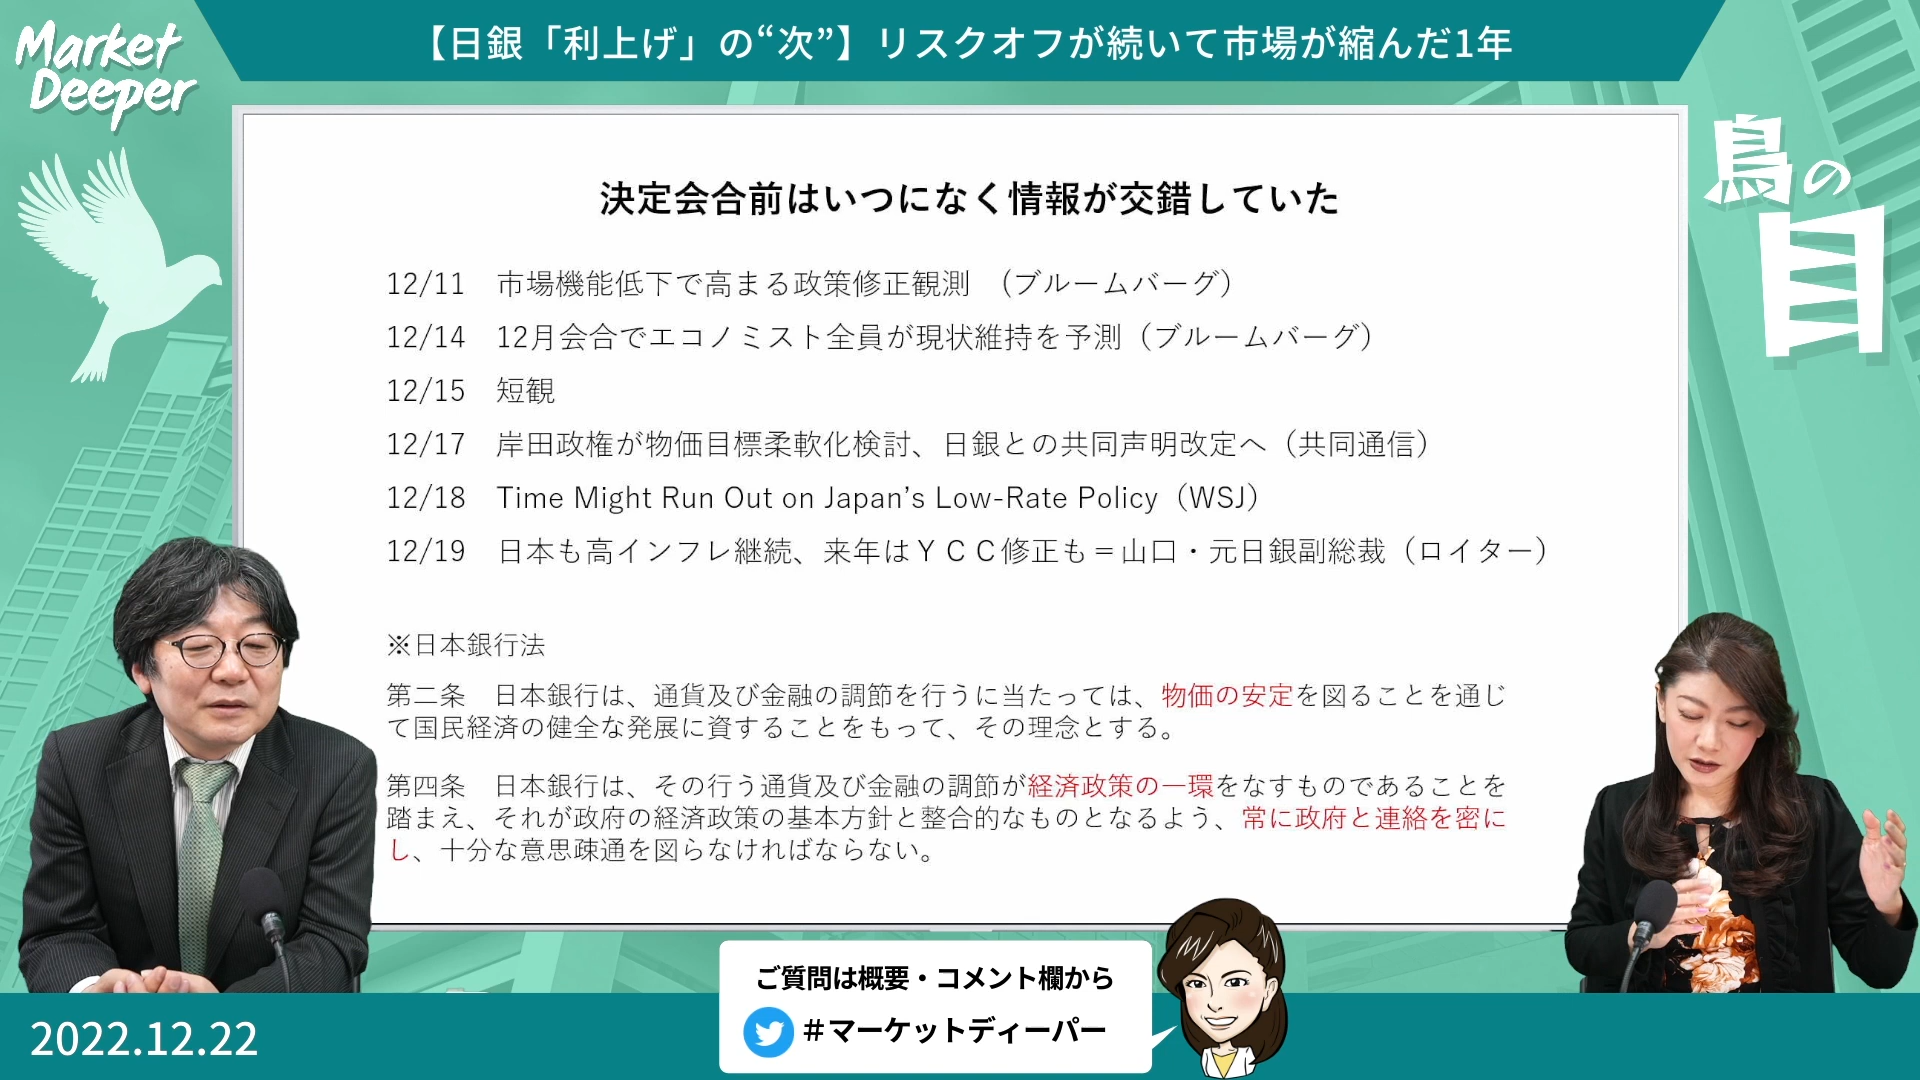 Market
Deeper
【日銀「利上げ」の“次”】リスクオフが続いて市場が縮んだ1年
鳥の
目
決定会合前はいつになく情報が交錯していた
12/11 市場機能低下で高まる政策修正観測 （ブルームバーグ）
12/14 12月会合でエコノミスト全員が現状維持を予測（ブルームバーグ）
12/15 短観
12/17 岸田政権が物価目標柔軟化検討、日銀との共同声明改定へ（共同通信）
12/18 Time Might Run Out on Japan’s Low-Rate Policy（WSJ）
12/19 日本も高インフレ継続、来年はＹＣＣ修正も＝山口・元日銀副総裁（ロイター）
※日本銀行法
第二条 日本銀行は、通貨及び金融の調節を行うに当たっては、物価の安定を図ることを通じ
て国民経済の健全な発展に資することをもって、その理念とする。
第四条 日本銀行は、その行う通貨及び金融の調節が経済政策の一環をなすものであることを
踏まえ、それが政府の経済政策の基本方針と整合的なものとなるよう、常に政府と連絡を密に
し、十分な意思疎通を図らなければならない。
ご質問は概要・コメント欄から
＃マーケットディーパー
2022.12.22